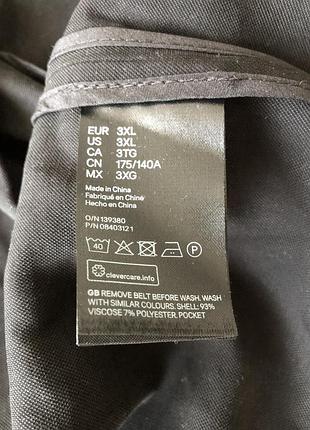 EUR 3XL
US 3XL
CA 3TG
CN 175/140A
MX 3XG
Made in China
Fabriqué en Chine
Hecho en China
O/N 139380
P/N 08403121
40 P
clevercare.info
GB REMOVE BELT BEFORE WASH. WASH
WITH SIMILAR COLOURS. SHELL: 93%
VISCOSE 7% POLYESTER. POCKET